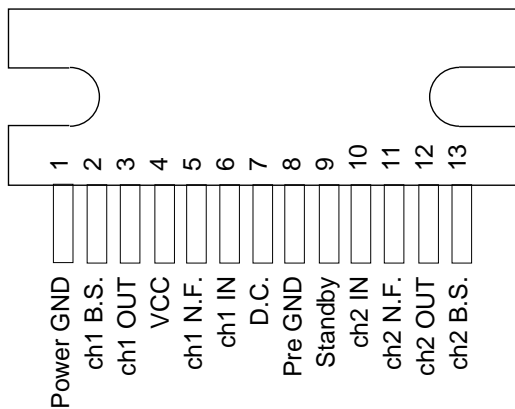 1
2
3
4
5
6
7
8
9
10
11
12
13
Power GND
ch1 B.S.
ch1 OUT
VCC
ch1 N.F.
ch1 IN
D.C.
Pre GND
Standby
ch2 IN
ch2 N.F.
ch2 OUT
ch2 B.S.